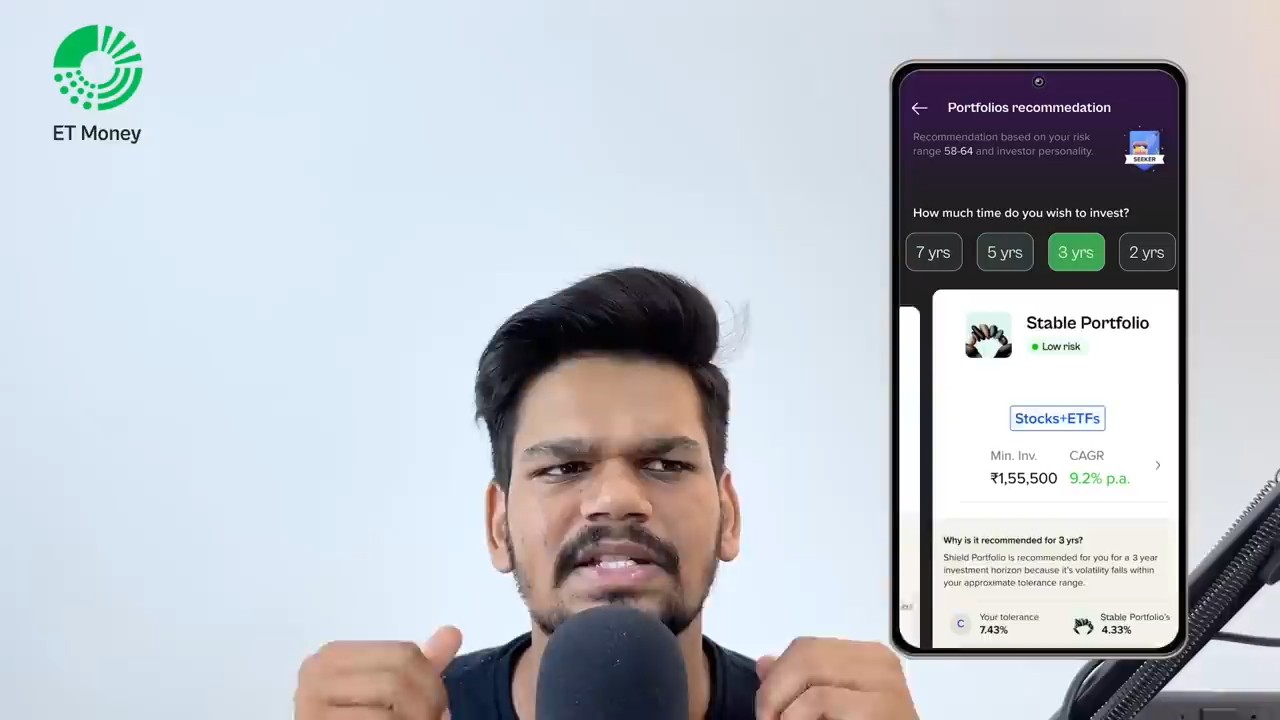 ET Money
Portfolios recommedation
Recommendation based on your risk
range 58-64 and investor personality.
SEEKER
How much time do you wish to invest?
7 yrs
5 yrs
3 yrs
2 yrs
Stable Portfolio
Low risk
Stocks+ETFs
Min. Inv.
CAGR
₹1,55,500
9.2% p.a.
Why is it recommended for 3 yrs?
Shield Portfolio is recommended for you for a 3 year
investment horizon because it's volatility falls within
your approximate tolerance range.
C
Your tolerance
7.43%
Stable Portfolio's
4.33%